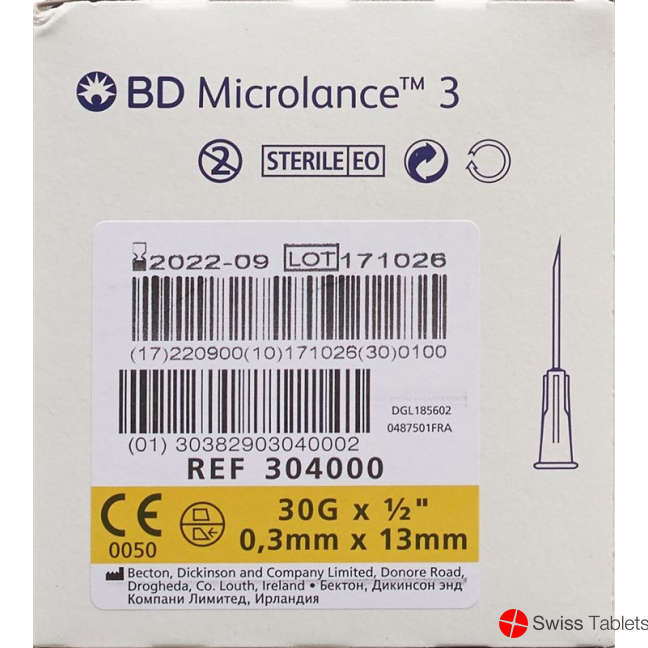 BD Microlance™ 3
2 STERILE EO
2022-09 LOT 171026
(17)220900(10)171026(30)0100
DGL185602
0487501FRA
(01) 30382903040002
REF 304000
CE
0050
30G x ½"
0,3mm x 13mm
Becton, Dickinson and Company Limited, Donore Road,
Drogheda, Co. Louth, Ireland • Бектон, Дикинсон энд
Компани Лимитед, Ирландия
Swiss Tablets